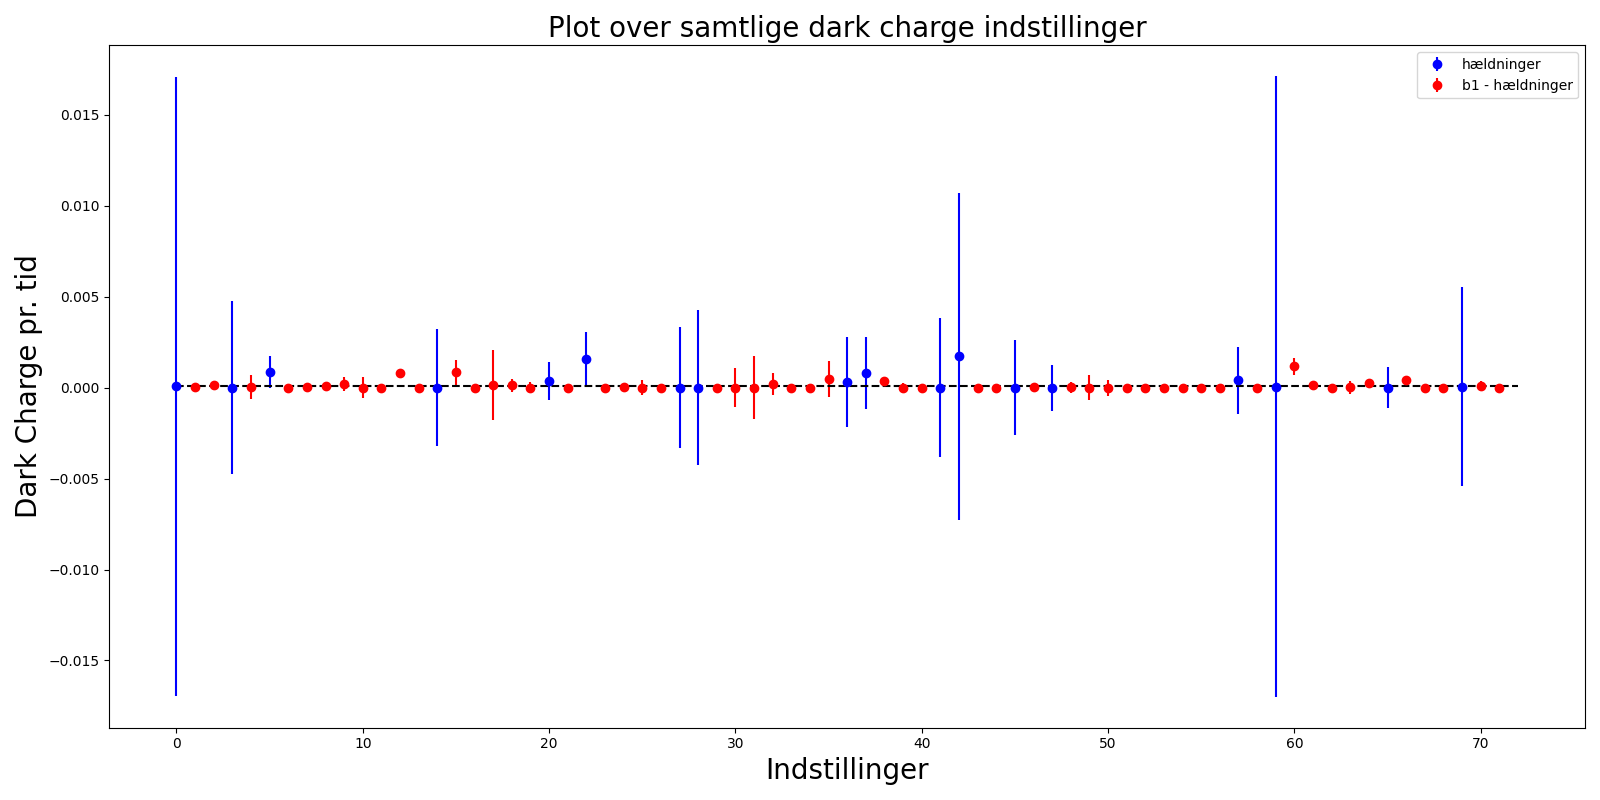 Plot over samtlige dark charge indstillinger
hældninger
b1 - hældninger
Dark Charge pr. tid
0.015
0.010
0.005
0.000
−0.005
−0.010
−0.015
0 10 20 30 40 50 60 70
Indstillinger